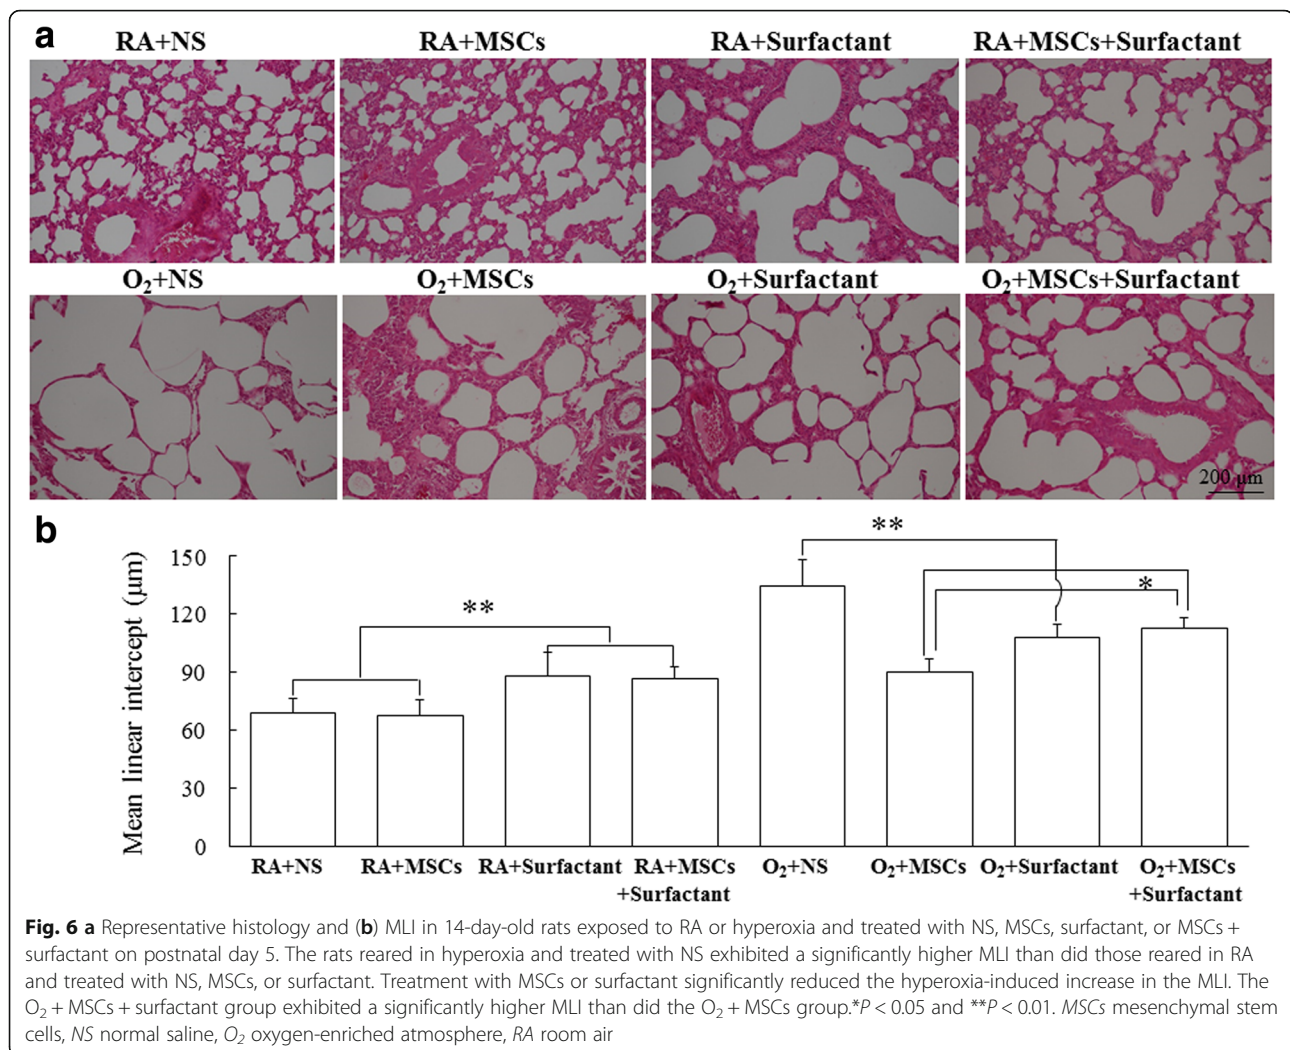 a
RA+NS
RA+MSCs
RA+Surfactant
RA+MSCs+Surfactant
O₂+NS
O₂+MSCs
O₂+Surfactant
O₂+MSCs+Surfactant
200 μm
b
Mean linear intercept (μm)
150
120
90
60
30
0
**
**
*
RA+NS
RA+MSCs
RA+Surfactant
RA+MSCs
+Surfactant
O₂+NS
O₂+MSCs
O₂+Surfactant
O₂+MSCs
+Surfactant
Fig. 6 a Representative histology and (b) MLI in 14-day-old rats exposed to RA or hyperoxia and treated with NS, MSCs, surfactant, or MSCs +
surfactant on postnatal day 5. The rats reared in hyperoxia and treated with NS exhibited a significantly higher MLI than did those reared in RA
and treated with NS, MSCs, or surfactant. Treatment with MSCs or surfactant significantly reduced the hyperoxia-induced increase in the MLI. The
O₂ + MSCs + surfactant group exhibited a significantly higher MLI than did the O₂ + MSCs group.*P < 0.05 and **P < 0.01. MSCs mesenchymal stem
cells, NS normal saline, O₂ oxygen-enriched atmosphere, RA room air